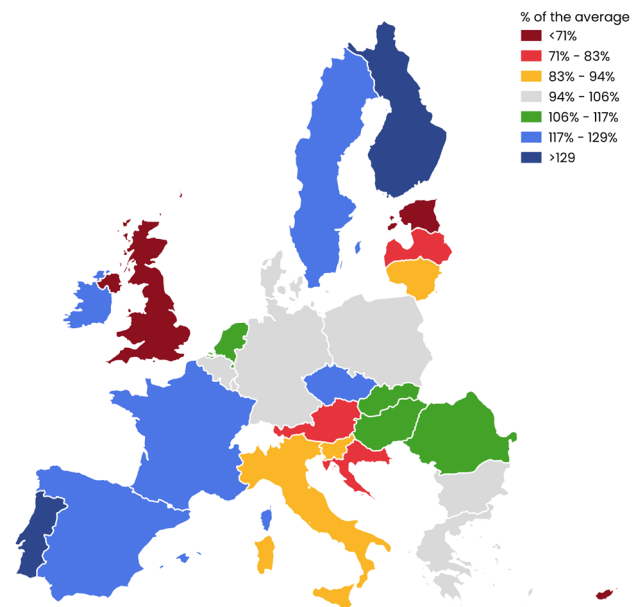 % of the average
<71%
71% - 83%
83% - 94%
94% - 106%
106% - 117%
117% - 129%
>129